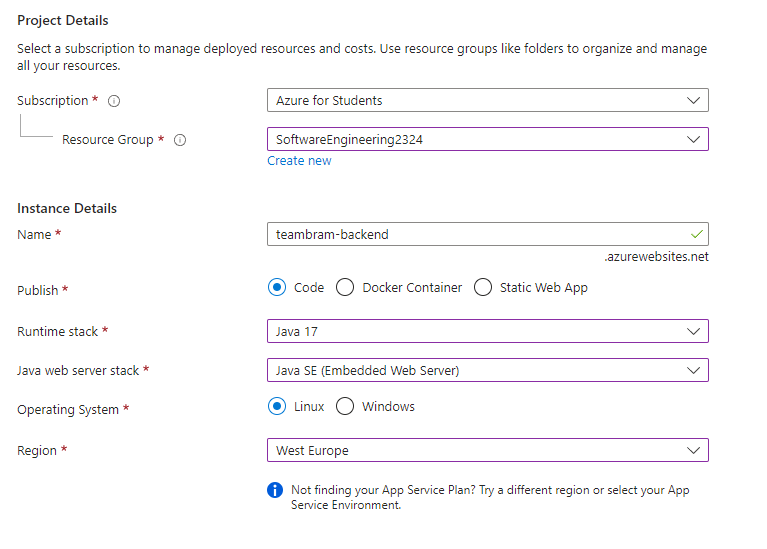 Project Details
Select a subscription to manage deployed resources and costs. Use resource groups like folders to organize and manage
all your resources.
Subscription *
Azure for Students
Resource Group *
SoftwareEngineering2324
Create new
Instance Details
Name *
teambram-backend
.azurewebsites.net
Publish *
Code Docker Container Static Web App
Runtime stack *
Java 17
Java web server stack *
Java SE (Embedded Web Server)
Operating System *
Linux Windows
Region *
West Europe
Not finding your App Service Plan? Try a different region or select your App
Service Environment.